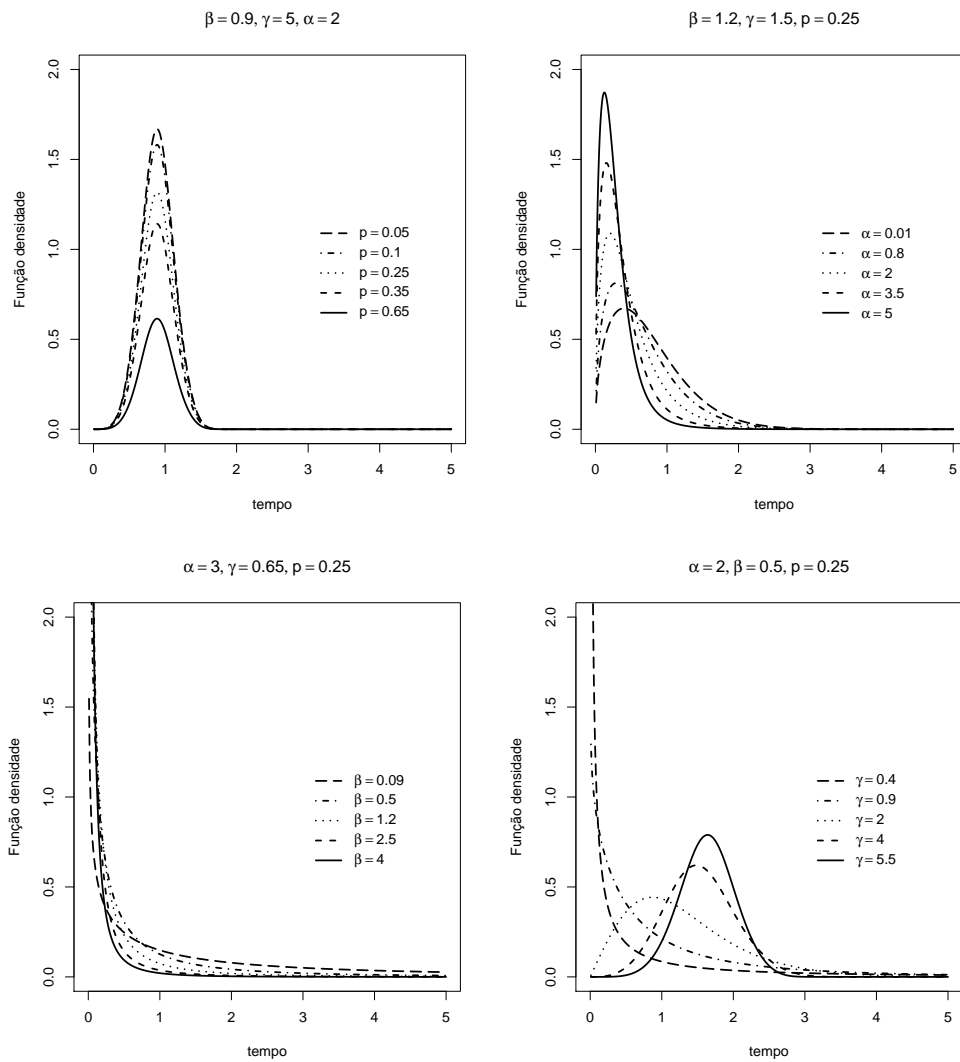 β = 0.9, γ = 5, α = 2
Função densidade
2.0
1.5
1.0
0.5
0.0
p = 0.05
p = 0.1
p = 0.25
p = 0.35
p = 0.65
0 1 2 3 4 5
tempo
β = 1.2, γ = 1.5, p = 0.25
Função densidade
2.0
1.5
1.0
0.5
0.0
α = 0.01
α = 0.8
α = 2
α = 3.5
α = 5
0 1 2 3 4 5
tempo
α = 3, γ = 0.65, p = 0.25
Função densidade
2.0
1.5
1.0
0.5
0.0
β = 0.09
β = 0.5
β = 1.2
β = 2.5
β = 4
0 1 2 3 4 5
tempo
α = 2, β = 0.5, p = 0.25
Função densidade
2.0
1.5
1.0
0.5
0.0
γ = 0.4
γ = 0.9
γ = 2
γ = 4
γ = 5.5
0 1 2 3 4 5
tempo